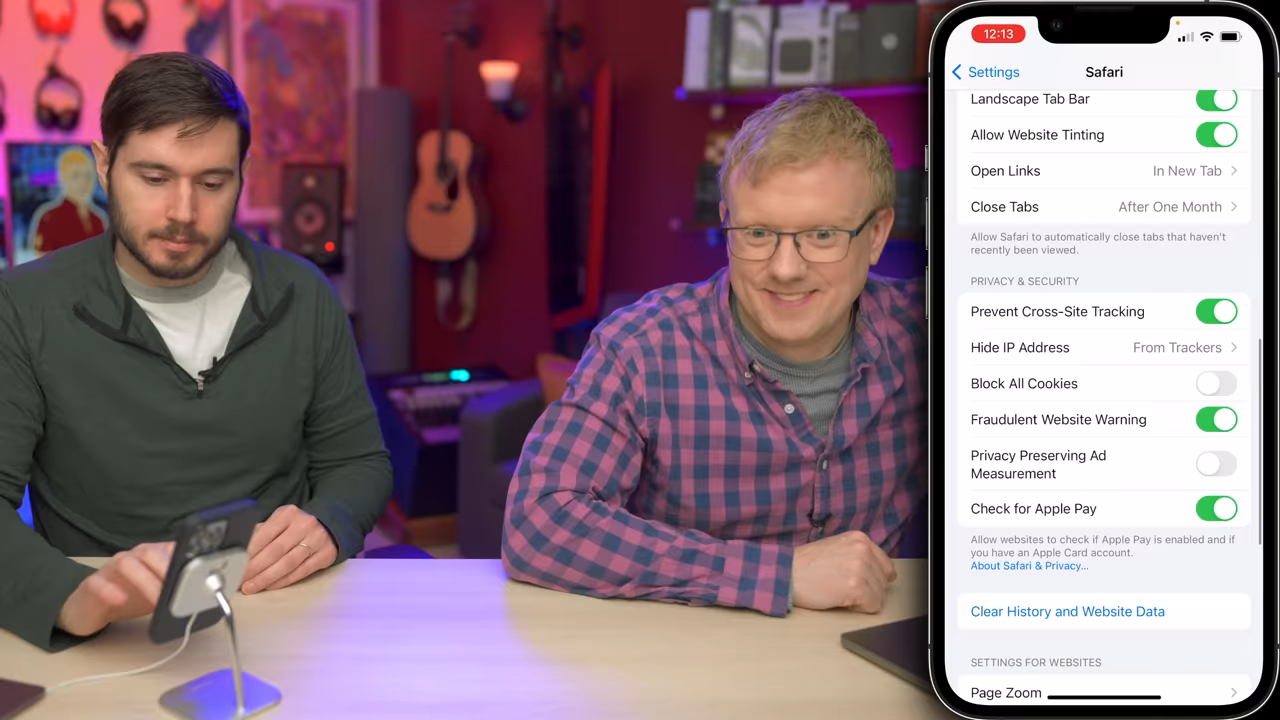 12:13
Settings
Safari
Landscape Tab Bar
Allow Website Tinting
Open Links In New Tab
Close Tabs After One Month
Allow Safari to automatically close tabs that haven't
recently been viewed.
PRIVACY & SECURITY
Prevent Cross-Site Tracking
Hide IP Address From Trackers
Block All Cookies
Fraudulent Website Warning
Privacy Preserving Ad
Measurement
Check for Apple Pay
Allow websites to check if Apple Pay is enabled and if
you have an Apple Card account.
About Safari & Privacy...
Clear History and Website Data
SETTINGS FOR WEBSITES
Page Zoom